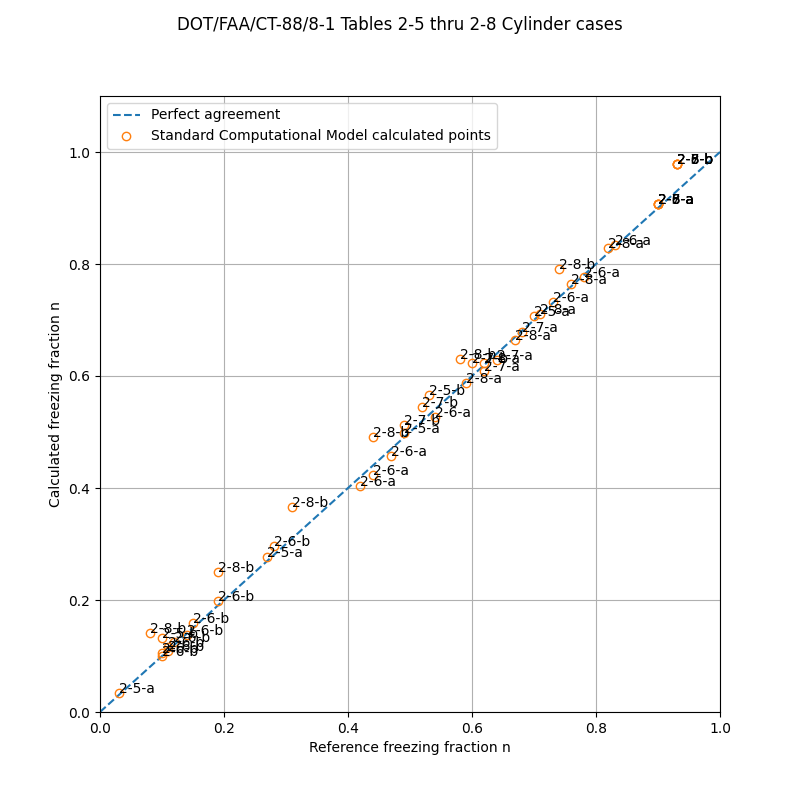 DOT/FAA/CT-88/8-1 Tables 2-5 thru 2-8 Cylinder cases
Perfect agreement
Standard Computational Model calculated points
1.0
0.8
0.6
0.4
0.2
0.0
0.0 0.2 0.4 0.6 0.8 1.0
Calculated freezing fraction n
Reference freezing fraction n
2-6-a
2-8-a
2-8-b
2-6-a
2-8-a
2-6-a
2-8-a
2-5-a
2-7-a
2-8-a
2-8-b
2-7-a
2-7-a
2-8-a
2-5-b
2-7-b
2-6-a
2-7-b
2-5-a
2-8-b
2-6-a
2-6-a
2-6-a
2-8-b
2-6-b
2-5-a
2-8-b
2-6-b
2-6-b
2-8-b
2-6-b
2-5-a